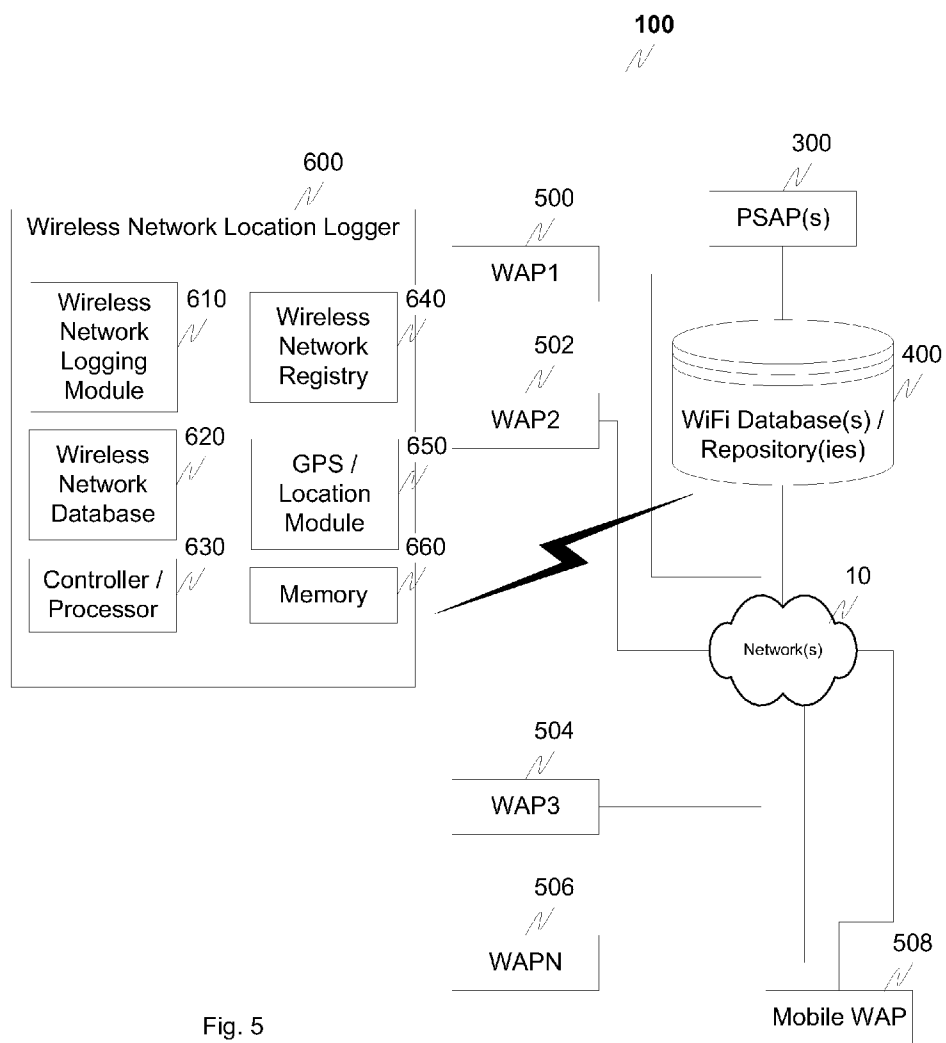 100
600
Wireless Network Location Logger
610
Wireless
Network
Logging
Module
640
Wireless
Network
Registry
620
Wireless
Network
Database
650
GPS /
Location
Module
630
Controller /
Processor
660
Memory
500
WAP1
502
WAP2
300
PSAP(s)
400
WiFi Database(s) /
Repository(ies)
10
Network(s)
504
WAP3
506
WAPN
508
Mobile WAP
Fig. 5